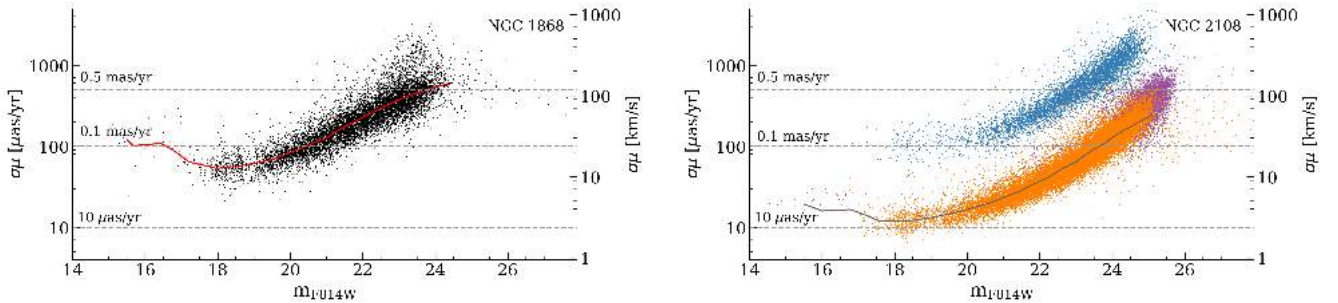 NGC 1868
1000
0.5 mas/yr
100
0.1 mas/yr
10
10 μas/yr
σμ [μas/yr]
1000
100
10
1
σμ [km/s]
14 16 18 20 22 24 26
mF814W
NGC 2108
1000
0.5 mas/yr
100
0.1 mas/yr
10
10 μas/yr
σμ [μas/yr]
1000
100
10
1
σμ [km/s]
14 16 18 20 22 24 26
mF814W